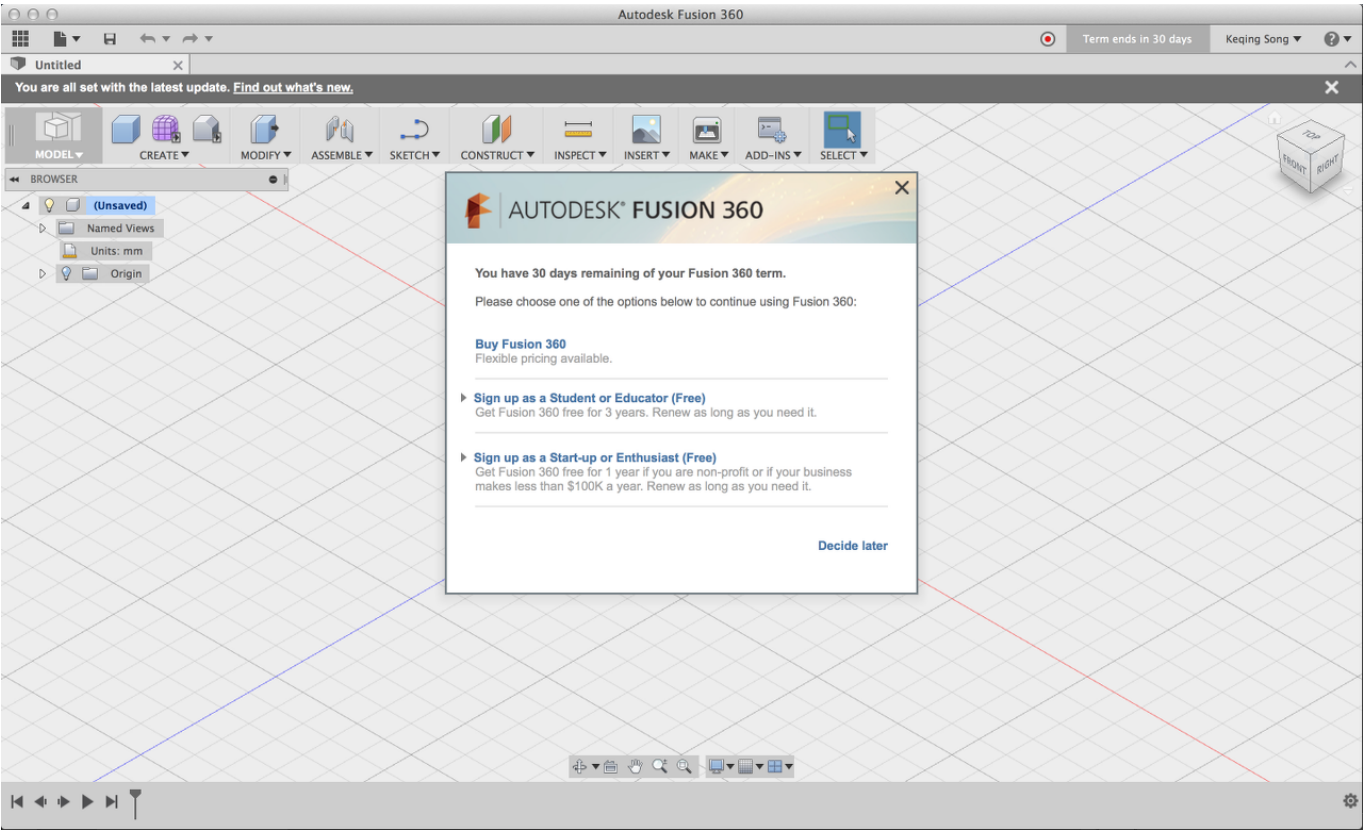 Autodesk Fusion 360
Term ends in 30 days
Keqing Song
Untitled
You are all set with the latest update. Find out what's new.
MODEL
CREATE
MODIFY
ASSEMBLE
SKETCH
CONSTRUCT
INSPECT
INSERT
MAKE
ADD-INS
SELECT
TOP
FRONT
RIGHT
BROWSER
(Unsaved)
Named Views
Units: mm
Origin
AUTODESK® FUSION 360
You have 30 days remaining of your Fusion 360 term.
Please choose one of the options below to continue using Fusion 360:
Buy Fusion 360
Flexible pricing available.
Sign up as a Student or Educator (Free)
Get Fusion 360 free for 3 years. Renew as long as you need it.
Sign up as a Start-up or Enthusiast (Free)
Get Fusion 360 free for 1 year if you are non-profit or if your business
makes less than $100K a year. Renew as long as you need it.
Decide later